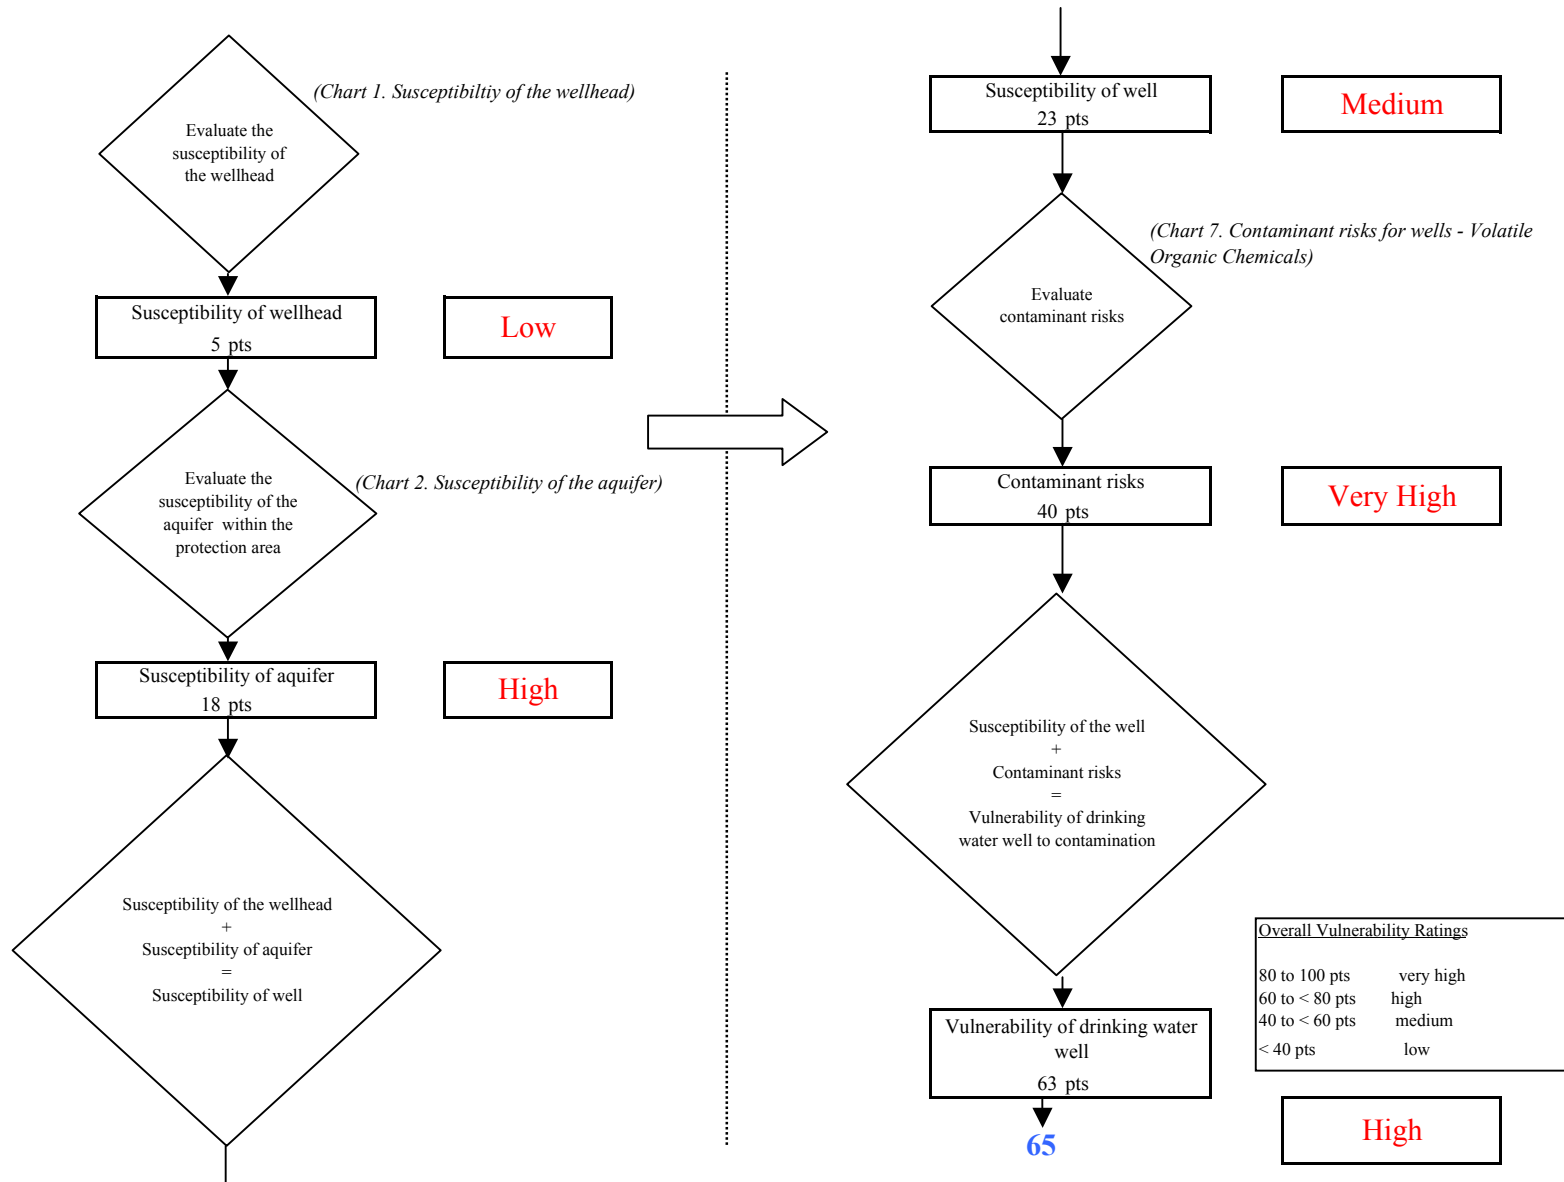 (Chart 1. Susceptibiltiy of the wellhead)
Evaluate the
susceptibility of
the wellhead
Susceptibility of wellhead
5 pts
Low
Evaluate the
susceptibility of the
aquifer within the
protection area
(Chart 2. Susceptibility of the aquifer)
Susceptibility of aquifer
18 pts
High
Susceptibility of the wellhead
+
Susceptibility of aquifer
=
Susceptibility of well
Susceptibility of well
23 pts
Medium
(Chart 7. Contaminant risks for wells - Volatile
Organic Chemicals)
Evaluate
contaminant risks
Contaminant risks
40 pts
Very High
Susceptibility of the well
+
Contaminant risks
=
Vulnerability of drinking
water well to contamination
Overall Vulnerability Ratings
80 to 100 pts very high
60 to < 80 pts high
40 to < 60 pts medium
< 40 pts low
Vulnerability of drinking water
well
63 pts
65
High